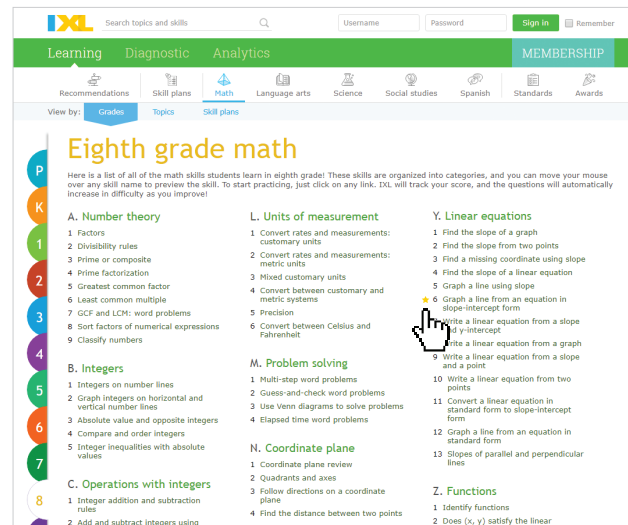 IXL
Search topics and skills
Username
Password
Sign in
Remember
Learning
Diagnostic
Analytics
MEMBERSHIP
Recommendations
Skill plans
Math
Language arts
Science
Social studies
Spanish
Standards
Awards
View by:
Grades
Topics
Skill plans
P
K
1
2
3
4
5
6
7
8
Eighth grade math
Here is a list of all of the math skills students learn in eighth grade! These skills are organized into categories, and you can move your mouse
over any skill name to preview the skill. To start practicing, just click on any link. IXL will track your score, and the questions will automatically
increase in difficulty as you improve!
A. Number theory
1 Factors
2 Divisibility rules
3 Prime or composite
4 Prime factorization
5 Greatest common factor
6 Least common multiple
7 GCF and LCM: word problems
8 Sort factors of numerical expressions
9 Classify numbers
B. Integers
1 Integers on number lines
2 Graph integers on horizontal and
vertical number lines
3 Absolute value and opposite integers
4 Compare and order integers
5 Integer inequalities with absolute
values
C. Operations with integers
1 Integer addition and subtraction
rules
2 Add and subtract integers using
L. Units of measurement
1 Convert rates and measurements:
customary units
2 Convert rates and measurements:
metric units
3 Mixed customary units
4 Convert between customary and
metric systems
5 Precision
6 Convert between Celsius and
Fahrenheit
M. Problem solving
1 Multi-step word problems
2 Guess-and-check word problems
3 Use Venn diagrams to solve problems
4 Elapsed time word problems
N. Coordinate plane
1 Coordinate plane review
2 Quadrants and axes
3 Follow directions on a coordinate
plane
4 Find the distance between two points
Y. Linear equations
1 Find the slope of a graph
2 Find the slope from two points
3 Find a missing coordinate using slope
4 Find the slope of a linear equation
5 Graph a line using slope
6 Graph a line from an equation in
slope-intercept form
Write a linear equation from a slope
and y-intercept
Write a linear equation from a graph
9 Write a linear equation from a slope
and a point
10 Write a linear equation from two
points
11 Convert a linear equation in
standard form to slope-intercept
form
12 Graph a line from an equation in
standard form
13 Slopes of parallel and perpendicular
lines
Z. Functions
1 Identify functions
2 Does (x, y) satisfy the linear